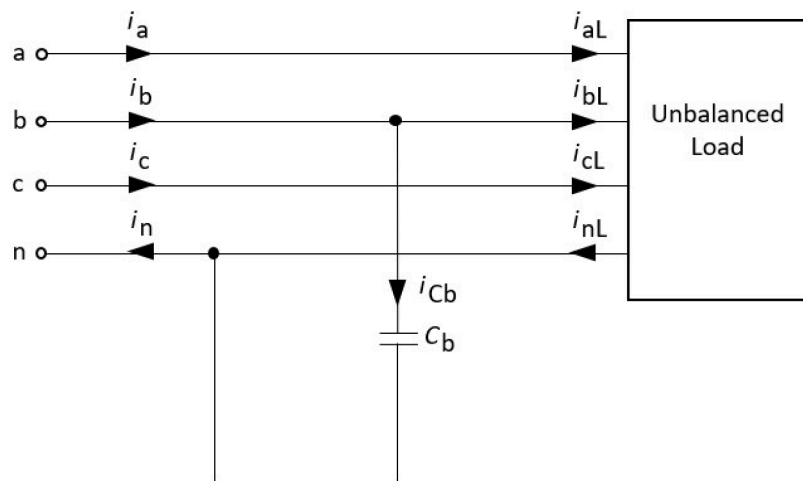 i_a i_aL
a
i_b i_bL
b
Unbalanced
Load
i_c i_cL
c
i_n i_nL
n
i_Cb
C_b